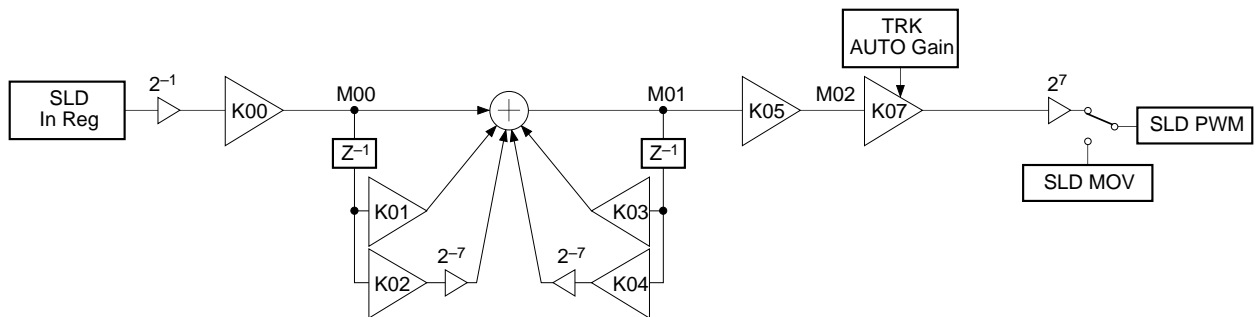 TRK
AUTO Gain
SLD
In Reg
2⁻¹
K00
M00
M01
K05
M02
K07
2⁷
SLD PWM
Z⁻¹
Z⁻¹
SLD MOV
K01
K03
K02
2⁻⁷
2⁻⁷
K04